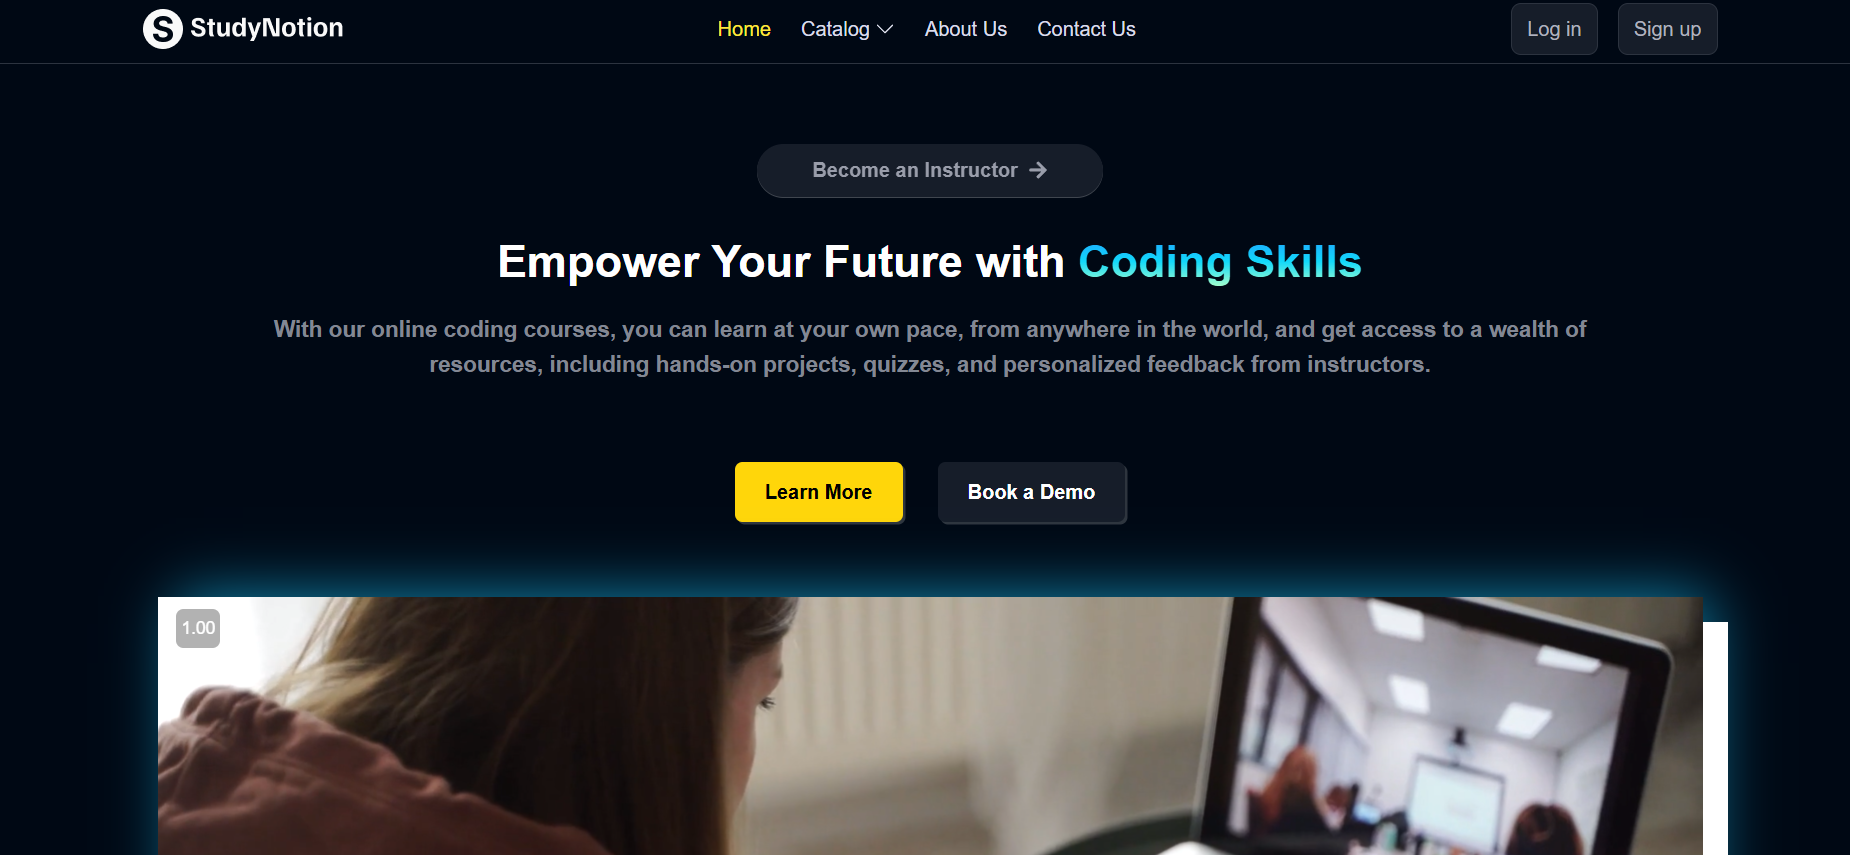 S StudyNotion
Home Catalog About Us Contact Us
Log in Sign up
Become an Instructor
Empower Your Future with Coding Skills
With our online coding courses, you can learn at your own pace, from anywhere in the world, and get access to a wealth of
resources, including hands-on projects, quizzes, and personalized feedback from instructors.
Learn More Book a Demo
1.00